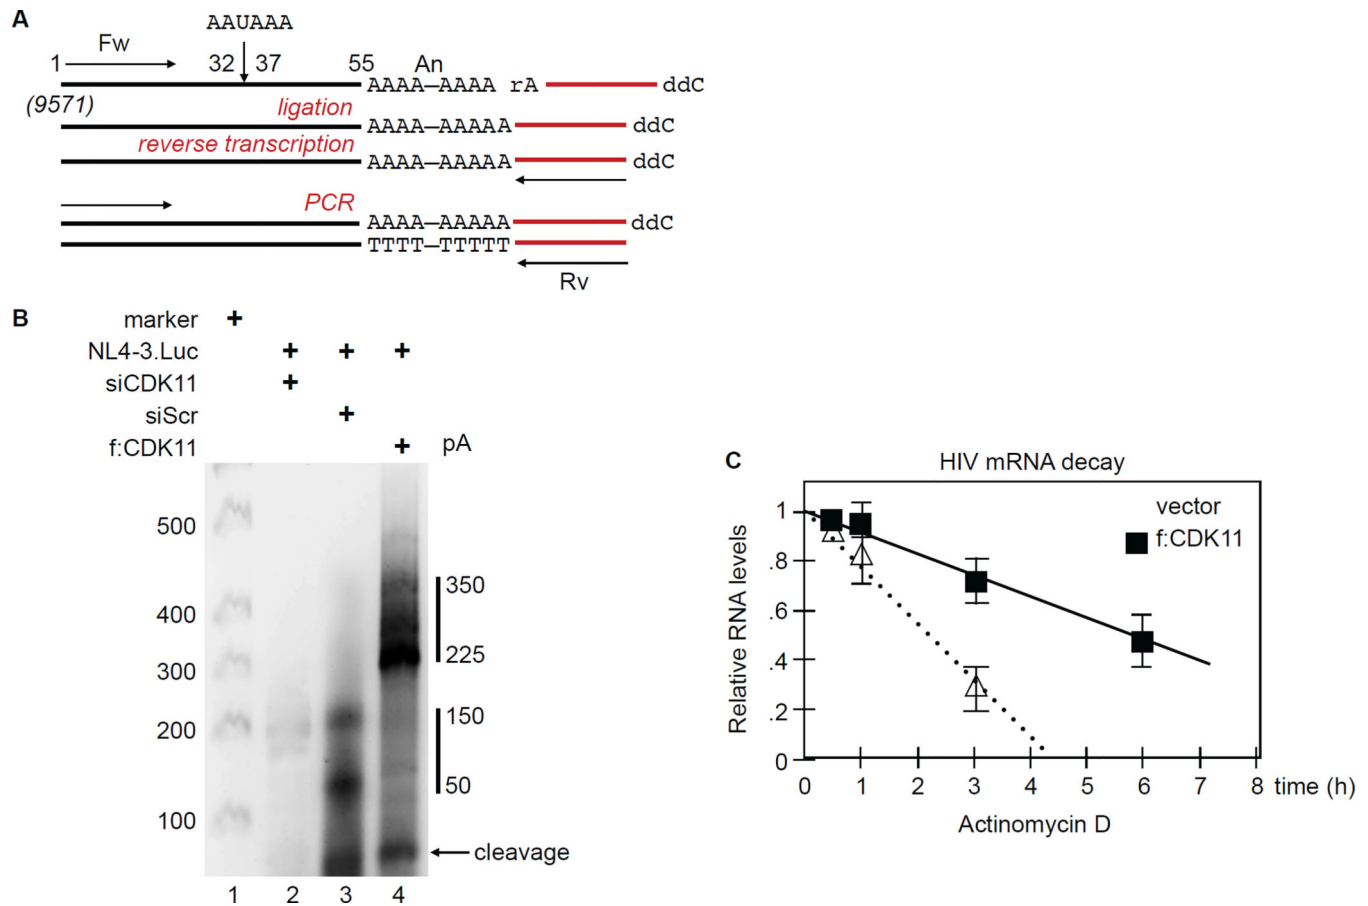 A
AAUAAA
Fw
1 32 37 55 An
AAAA–AAAA rA ddC
(9571)
ligation
AAAA–AAAAA ddC
reverse transcription
AAAA–AAAAA ddC
PCR
AAAA–AAAAA ddC
TTTT–TTTTT
Rv
B
marker +
NL4-3.Luc + + +
siCDK11 +
siScr +
f:CDK11 + pA
500
400
300
200
100
350
225
150
50
cleavage
1 2 3 4
C
HIV mRNA decay
vector
f:CDK11
Relative RNA levels
1
.8
.6
.4
.2
0
0 1 2 3 4 5 6 7 8 time (h)
Actinomycin D